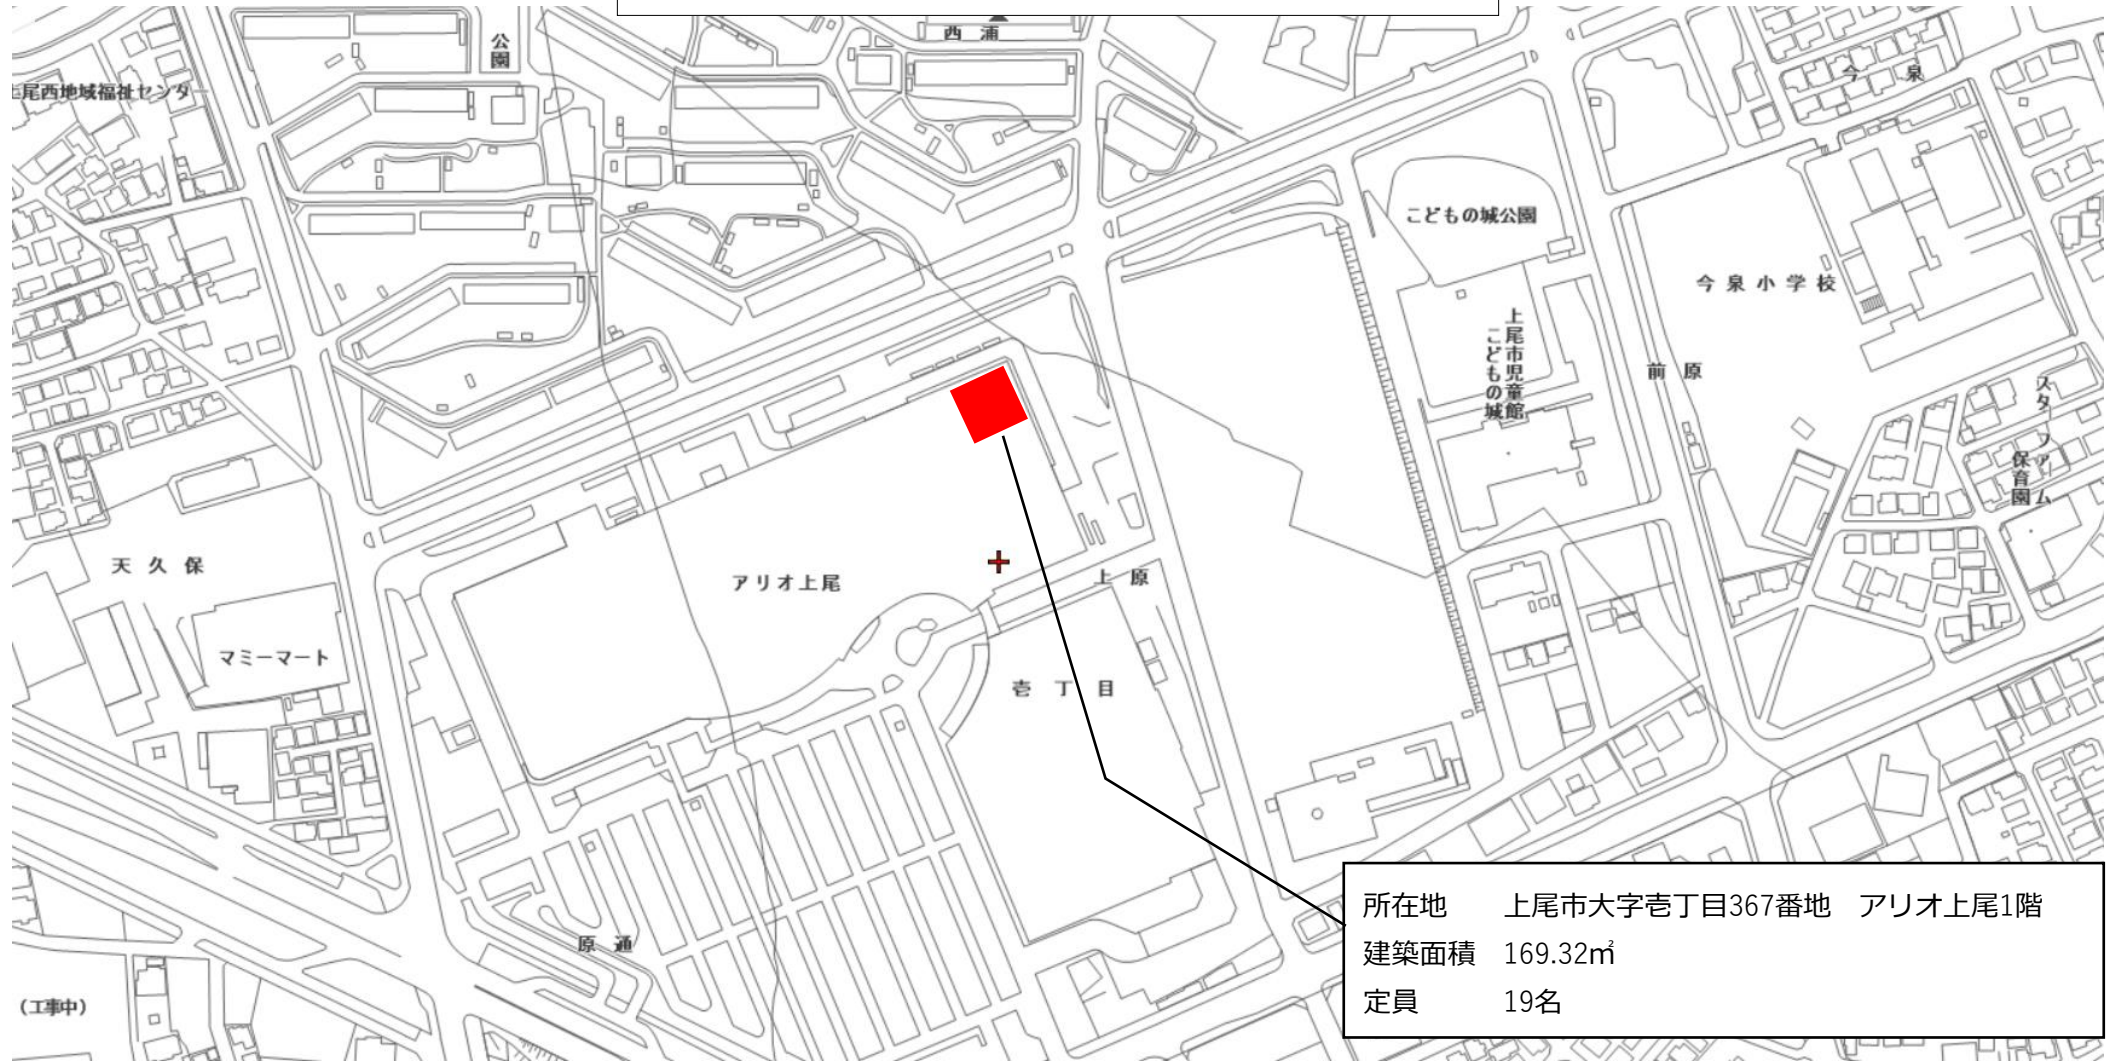 公園
西浦
上尾西地域福祉センター
今泉
こどもの城公園
今泉小学校
上尾市児童館
こどもの城
前原
スターファーム
保育園
天久保
アリオ上尾
上原
マミーマート
壱丁目
原通
(工事中)
所在地 上尾市大字壱丁目367番地 アリオ上尾1階
建築面積 169.32㎡
定員 19名